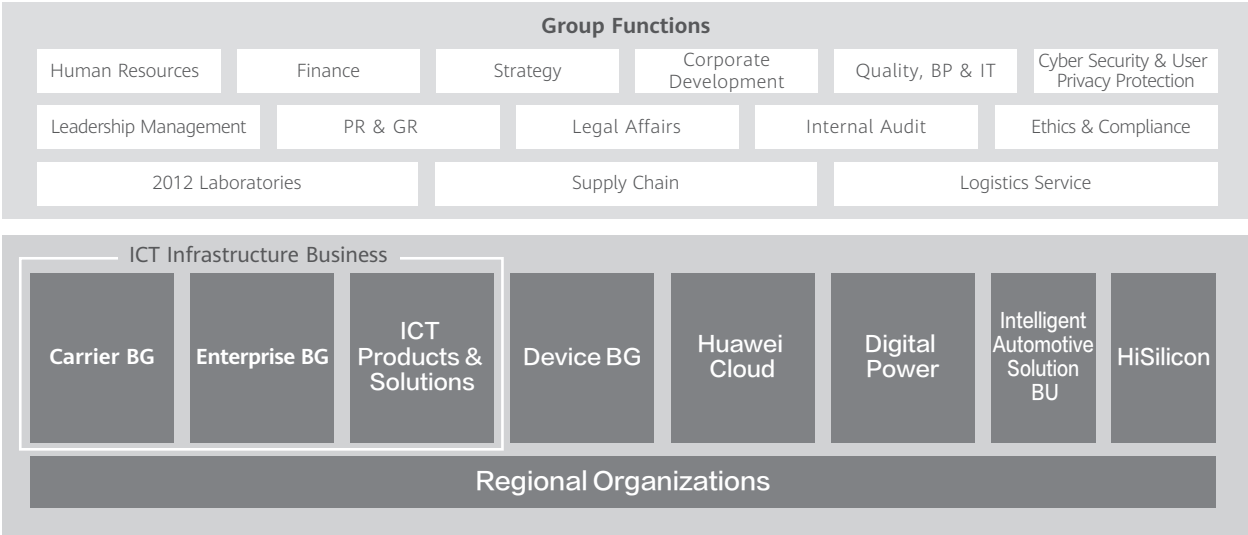 Group Functions
Human Resources
Finance
Strategy
Corporate
Development
Quality, BP & IT
Cyber Security & User
Privacy Protection
Leadership Management
PR & GR
Legal Affairs
Internal Audit
Ethics & Compliance
2012 Laboratories
Supply Chain
Logistics Service
ICT Infrastructure Business
Carrier BG
Enterprise BG
ICT
Products &
Solutions
Device BG
Huawei
Cloud
Digital
Power
Intelligent
Automotive
Solution
BU
HiSilicon
Regional Organizations